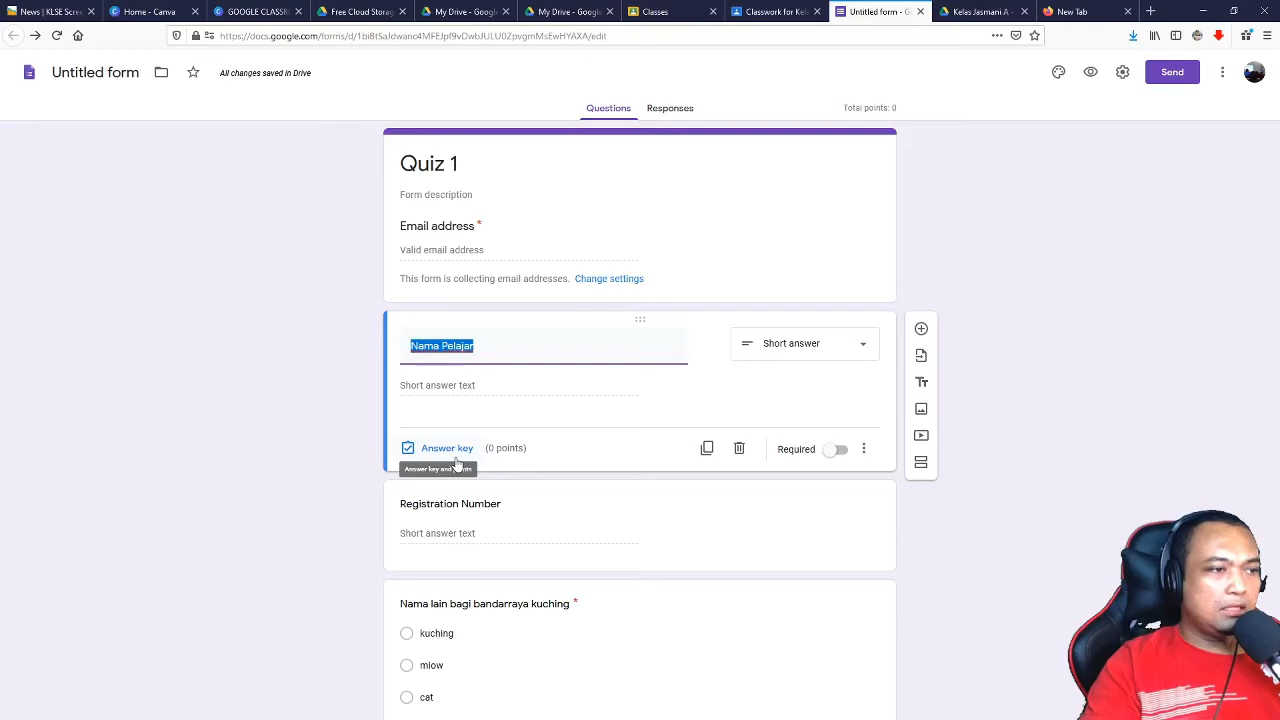 News | KLSE Scree
Home - Canva
GOOGLE CLASSR
Free Cloud Storag
My Drive - Google
My Drive - Google
Classes
Classwork for Kela
Untitled form - G
Kelas Jasmani A -
New Tab
Untitled form
All changes saved in Drive
Send
Questions
Responses
Total points: 0
Quiz 1
Form description
Email address *
Valid email address
This form is collecting email addresses. Change settings
Nama Pelajar
Short answer
Short answer text
Answer key (0 points)
Required
Registration Number
Short answer text
Nama lain bagi bandarraya kuching *
kuching
miow
cat